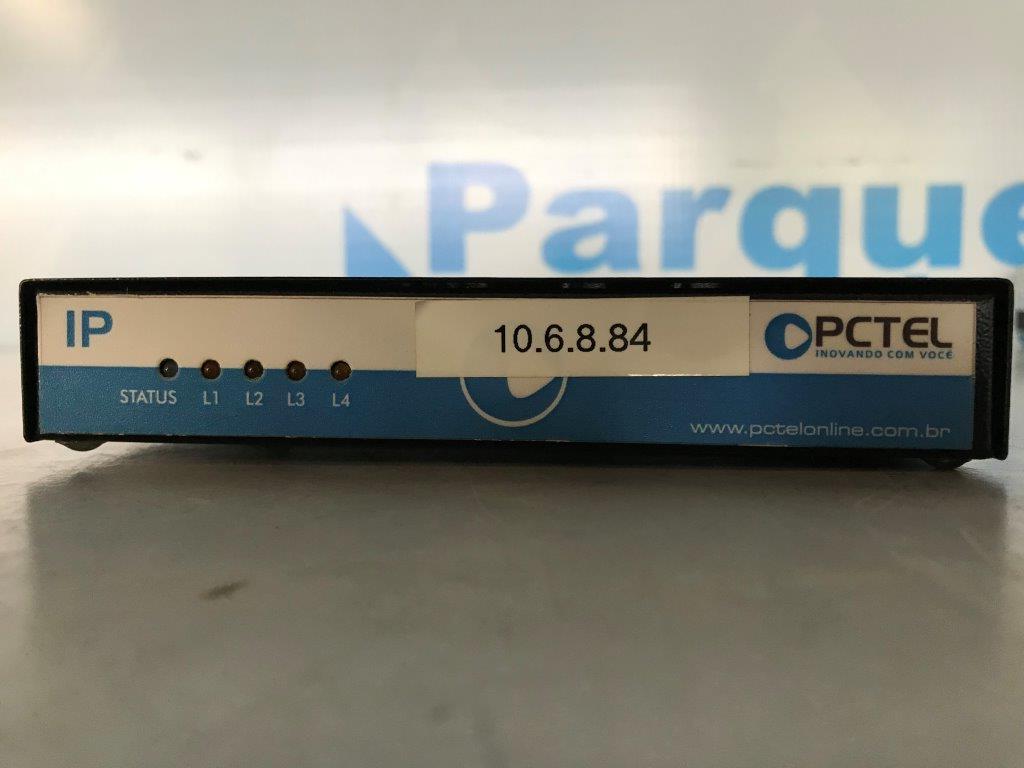 Parque
IP
10.6.8.84
PCTEL
INOVANDO COM VOCÊ
STATUS L1 L2 L3 L4
www.pctelonline.com.br